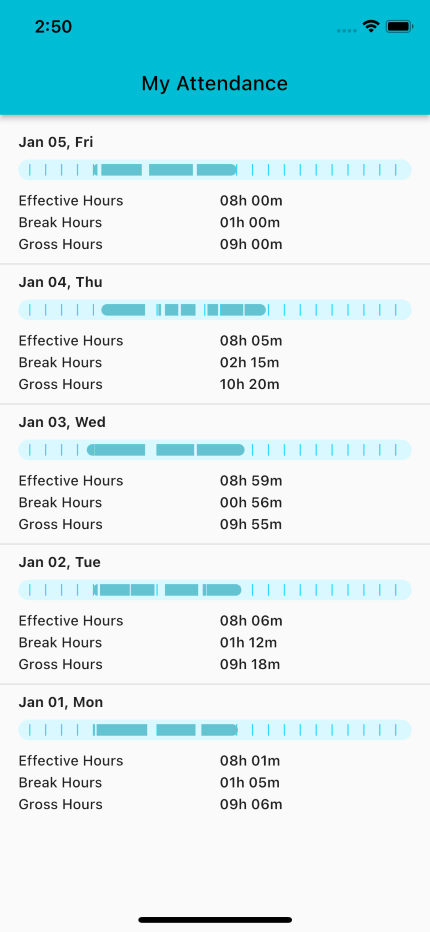 2:50
My Attendance
Jan 05, Fri
Effective Hours 08h 00m
Break Hours 01h 00m
Gross Hours 09h 00m
Jan 04, Thu
Effective Hours 08h 05m
Break Hours 02h 15m
Gross Hours 10h 20m
Jan 03, Wed
Effective Hours 08h 59m
Break Hours 00h 56m
Gross Hours 09h 55m
Jan 02, Tue
Effective Hours 08h 06m
Break Hours 01h 12m
Gross Hours 09h 18m
Jan 01, Mon
Effective Hours 08h 01m
Break Hours 01h 05m
Gross Hours 09h 06m